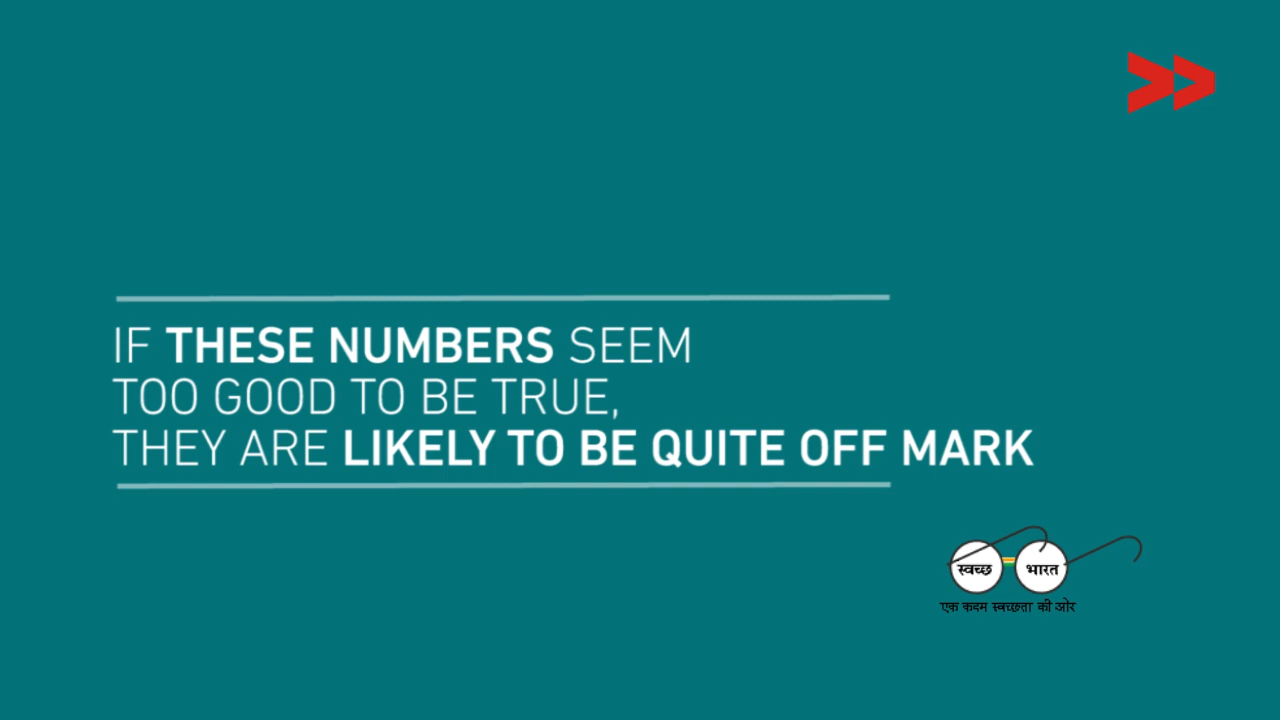 IF THESE NUMBERS SEEM
TOO GOOD TO BE TRUE,
THEY ARE LIKELY TO BE QUITE OFF MARK
स्वच्छ भारत
एक कदम स्वच्छता की ओर